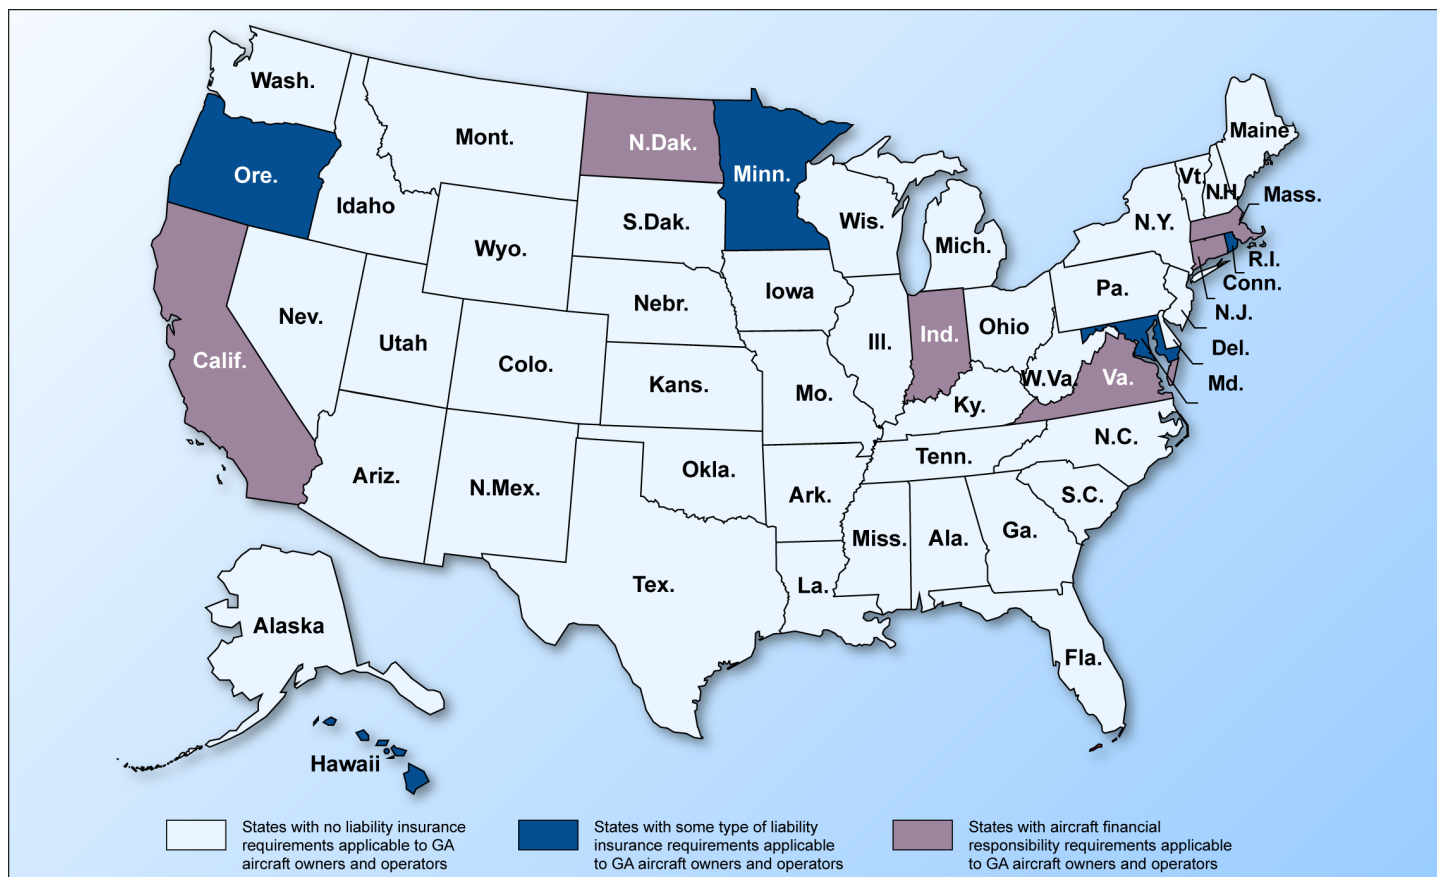 Wash.
Maine
Mont.
N.Dak.
Minn.
Vt.
N.H.
Ore.
Mass.
Idaho
S.Dak.
Wis.
N.Y.
Mich.
Wyo.
R.I.
Conn.
Iowa
Pa.
Nebr.
N.J.
Nev.
Ohio
Utah
Ill.
Ind.
Del.
Calif.
Colo.
Kans.
W.Va.
Va.
Md.
Mo.
Ky.
N.C.
Tenn.
Okla.
Ariz.
N.Mex.
Ark.
S.C.
Ga.
Miss.
Ala.
Tex.
La.
Alaska
Fla.
Hawaii
States with no liability insurance
requirements applicable to GA
aircraft owners and operators
States with some type of liability
insurance requirements applicable
to GA aircraft owners and operators
States with aircraft financial
responsibility requirements applicable
to GA aircraft owners and operators